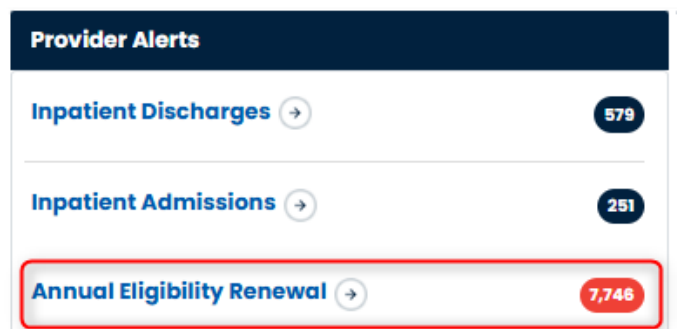 Provider Alerts
Inpatient Discharges 579
Inpatient Admissions 251
Annual Eligibility Renewal 7,746